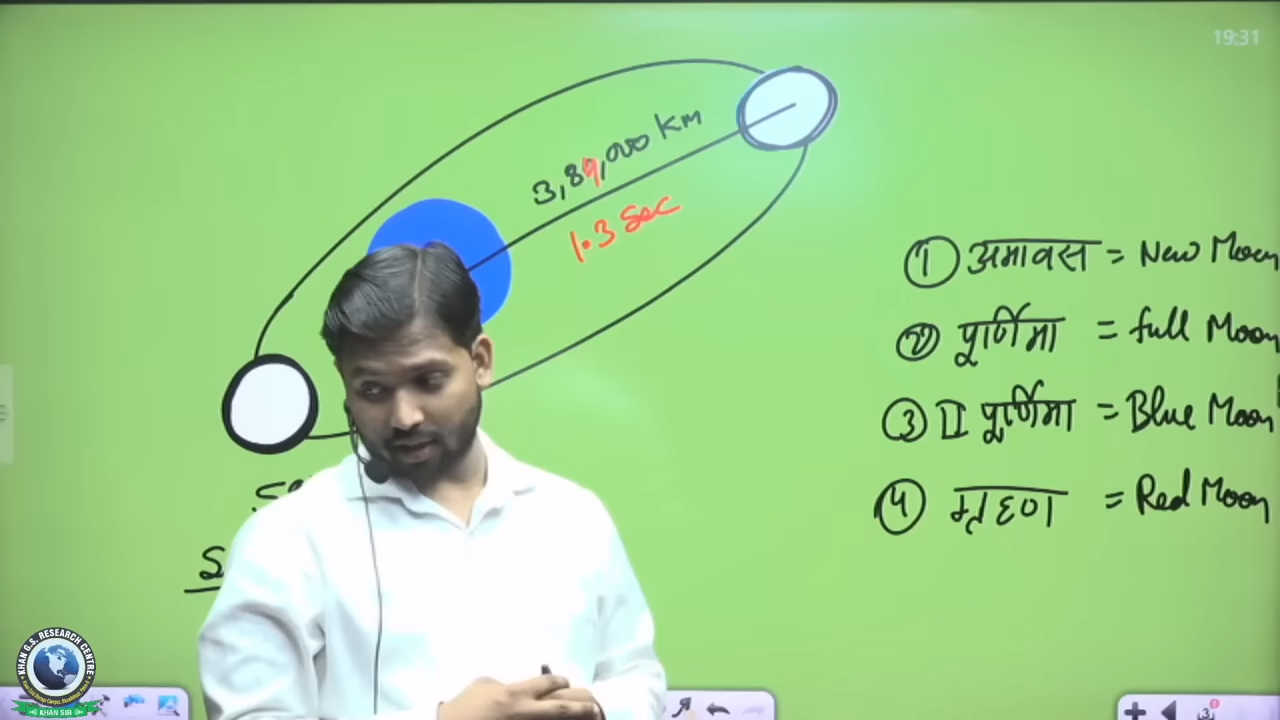 19:31
3,84,000 Km
1.3 Sec
① अमावस = New Moon
② पूर्णिमा = full Moon
③ II पूर्णिमा = Blue Moon
④ ग्रहण = Red Moon
KHAN G.S. RESEARCH CENTRE
KHAN SIR